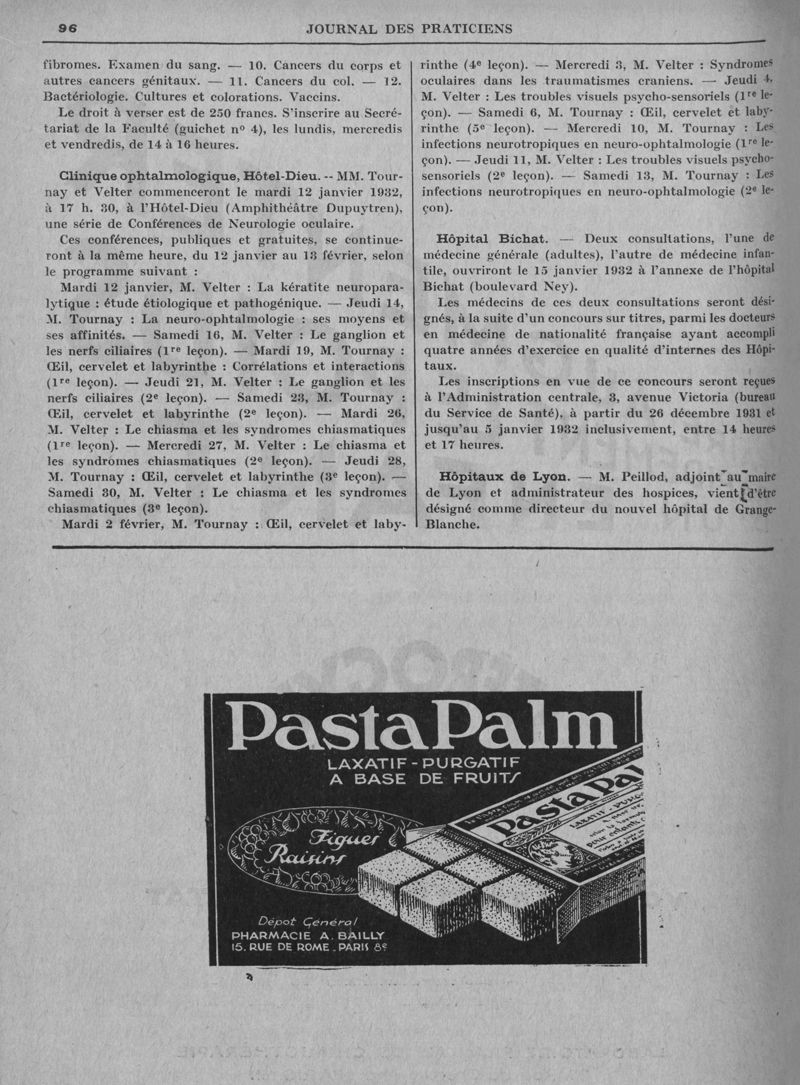 96
JOURNAL DES PRATICIENS
fibromes. Examen du sang. — 10. Cancers du corps et
autres cancers génitaux. — 11. Cancers du col. — 12.
Bactériologie. Cultures et colorations. Vaccins.
Le droit à verser est de 250 francs. S'inscrire au Secré-
tariat de la Faculté (guichet nº 4), les lundis, mercredis
et vendredis, de 14 à 16 heures.
Clinique ophtalmologique, Hôtel-Dieu. -- MM. Tour-
nay et Velter commenceront le mardi 12 janvier 1932,
à 17 h. 30, à l'Hôtel-Dieu (Amphithéâtre Dupuytren),
une série de Conférences de Neurologie oculaire.
Ces conférences, publiques et gratuites, se continue-
ront à la même heure, du 12 janvier au 13 février, selon
le programme suivant :
Mardi 12 janvier, M. Velter : La kératite neuropara-
lytique : étude étiologique et pathogénique. — Jeudi 14,
M. Tournay : La neuro-ophtalmologie : ses moyens et
ses affinités. — Samedi 16, M. Velter : Le ganglion et
les nerfs ciliaires (1re leçon). — Mardi 19, M. Tournay :
Œil, cervelet et labyrinthe : Corrélations et interactions
(1re leçon). — Jeudi 21, M. Velter : Le ganglion et les
nerfs ciliaires (2e leçon). — Samedi 23, M. Tournay :
Œil, cervelet et labyrinthe (2e leçon). — Mardi 26,
M. Velter : Le chiasma et les syndromes chiasmatiques
(1re leçon). — Mercredi 27, M. Velter : Le chiasma et
les syndromes chiasmatiques (2e leçon). — Jeudi 28,
M. Tournay : Œil, cervelet et labyrinthe (3e leçon). —
Samedi 30, M. Velter : Le chiasma et les syndromes
chiasmatiques (3e leçon).
Mardi 2 février, M. Tournay : Œil, cervelet et laby-
rinthe (4e leçon). — Mercredi 3, M. Velter : Syndromes
oculaires dans les traumatismes craniens. — Jeudi 4,
M. Velter : Les troubles visuels psycho-sensoriels (1re le-
çon). — Samedi 6, M. Tournay : Œil, cervelet et laby-
rinthe (5e leçon). — Mercredi 10, M. Tournay : Les
infections neurotropiques en neuro-ophtalmologie (1re le-
çon). — Jeudi 11, M. Velter : Les troubles visuels psycho-
sensoriels (2e leçon). — Samedi 13, M. Tournay : Les
infections neurotropiques en neuro-ophtalmologie (2e le-
çon).
Hôpital Bichat. — Deux consultations, l'une de
médecine générale (adultes), l'autre de médecine infan-
tile, ouvriront le 15 janvier 1932 à l'annexe de l'hôpital
Bichat (boulevard Ney).
Les médecins de ces deux consultations seront dési-
gnés, à la suite d'un concours sur titres, parmi les docteurs
en médecine de nationalité française ayant accompli
quatre années d'exercice en qualité d'internes des Hôpi-
taux.
Les inscriptions en vue de ce concours seront reçues
à l'Administration centrale, 3, avenue Victoria (bureau
du Service de Santé), à partir du 26 décembre 1931 et
jusqu'au 5 janvier 1932 inclusivement, entre 14 heures
et 17 heures.
Hôpitaux de Lyon. — M. Peillod, adjoint au maire
de Lyon et administrateur des hospices, vient d'être
désigné comme directeur du nouvel hôpital de Grange-
Blanche.
PastaPalm
LAXATIF - PURGATIF
A BASE DE FRUITS
Figues
Raisins
PastaPal
Dépot Général
PHARMACIE A. BAILLY
15. RUE DE ROME . PARIS 8e